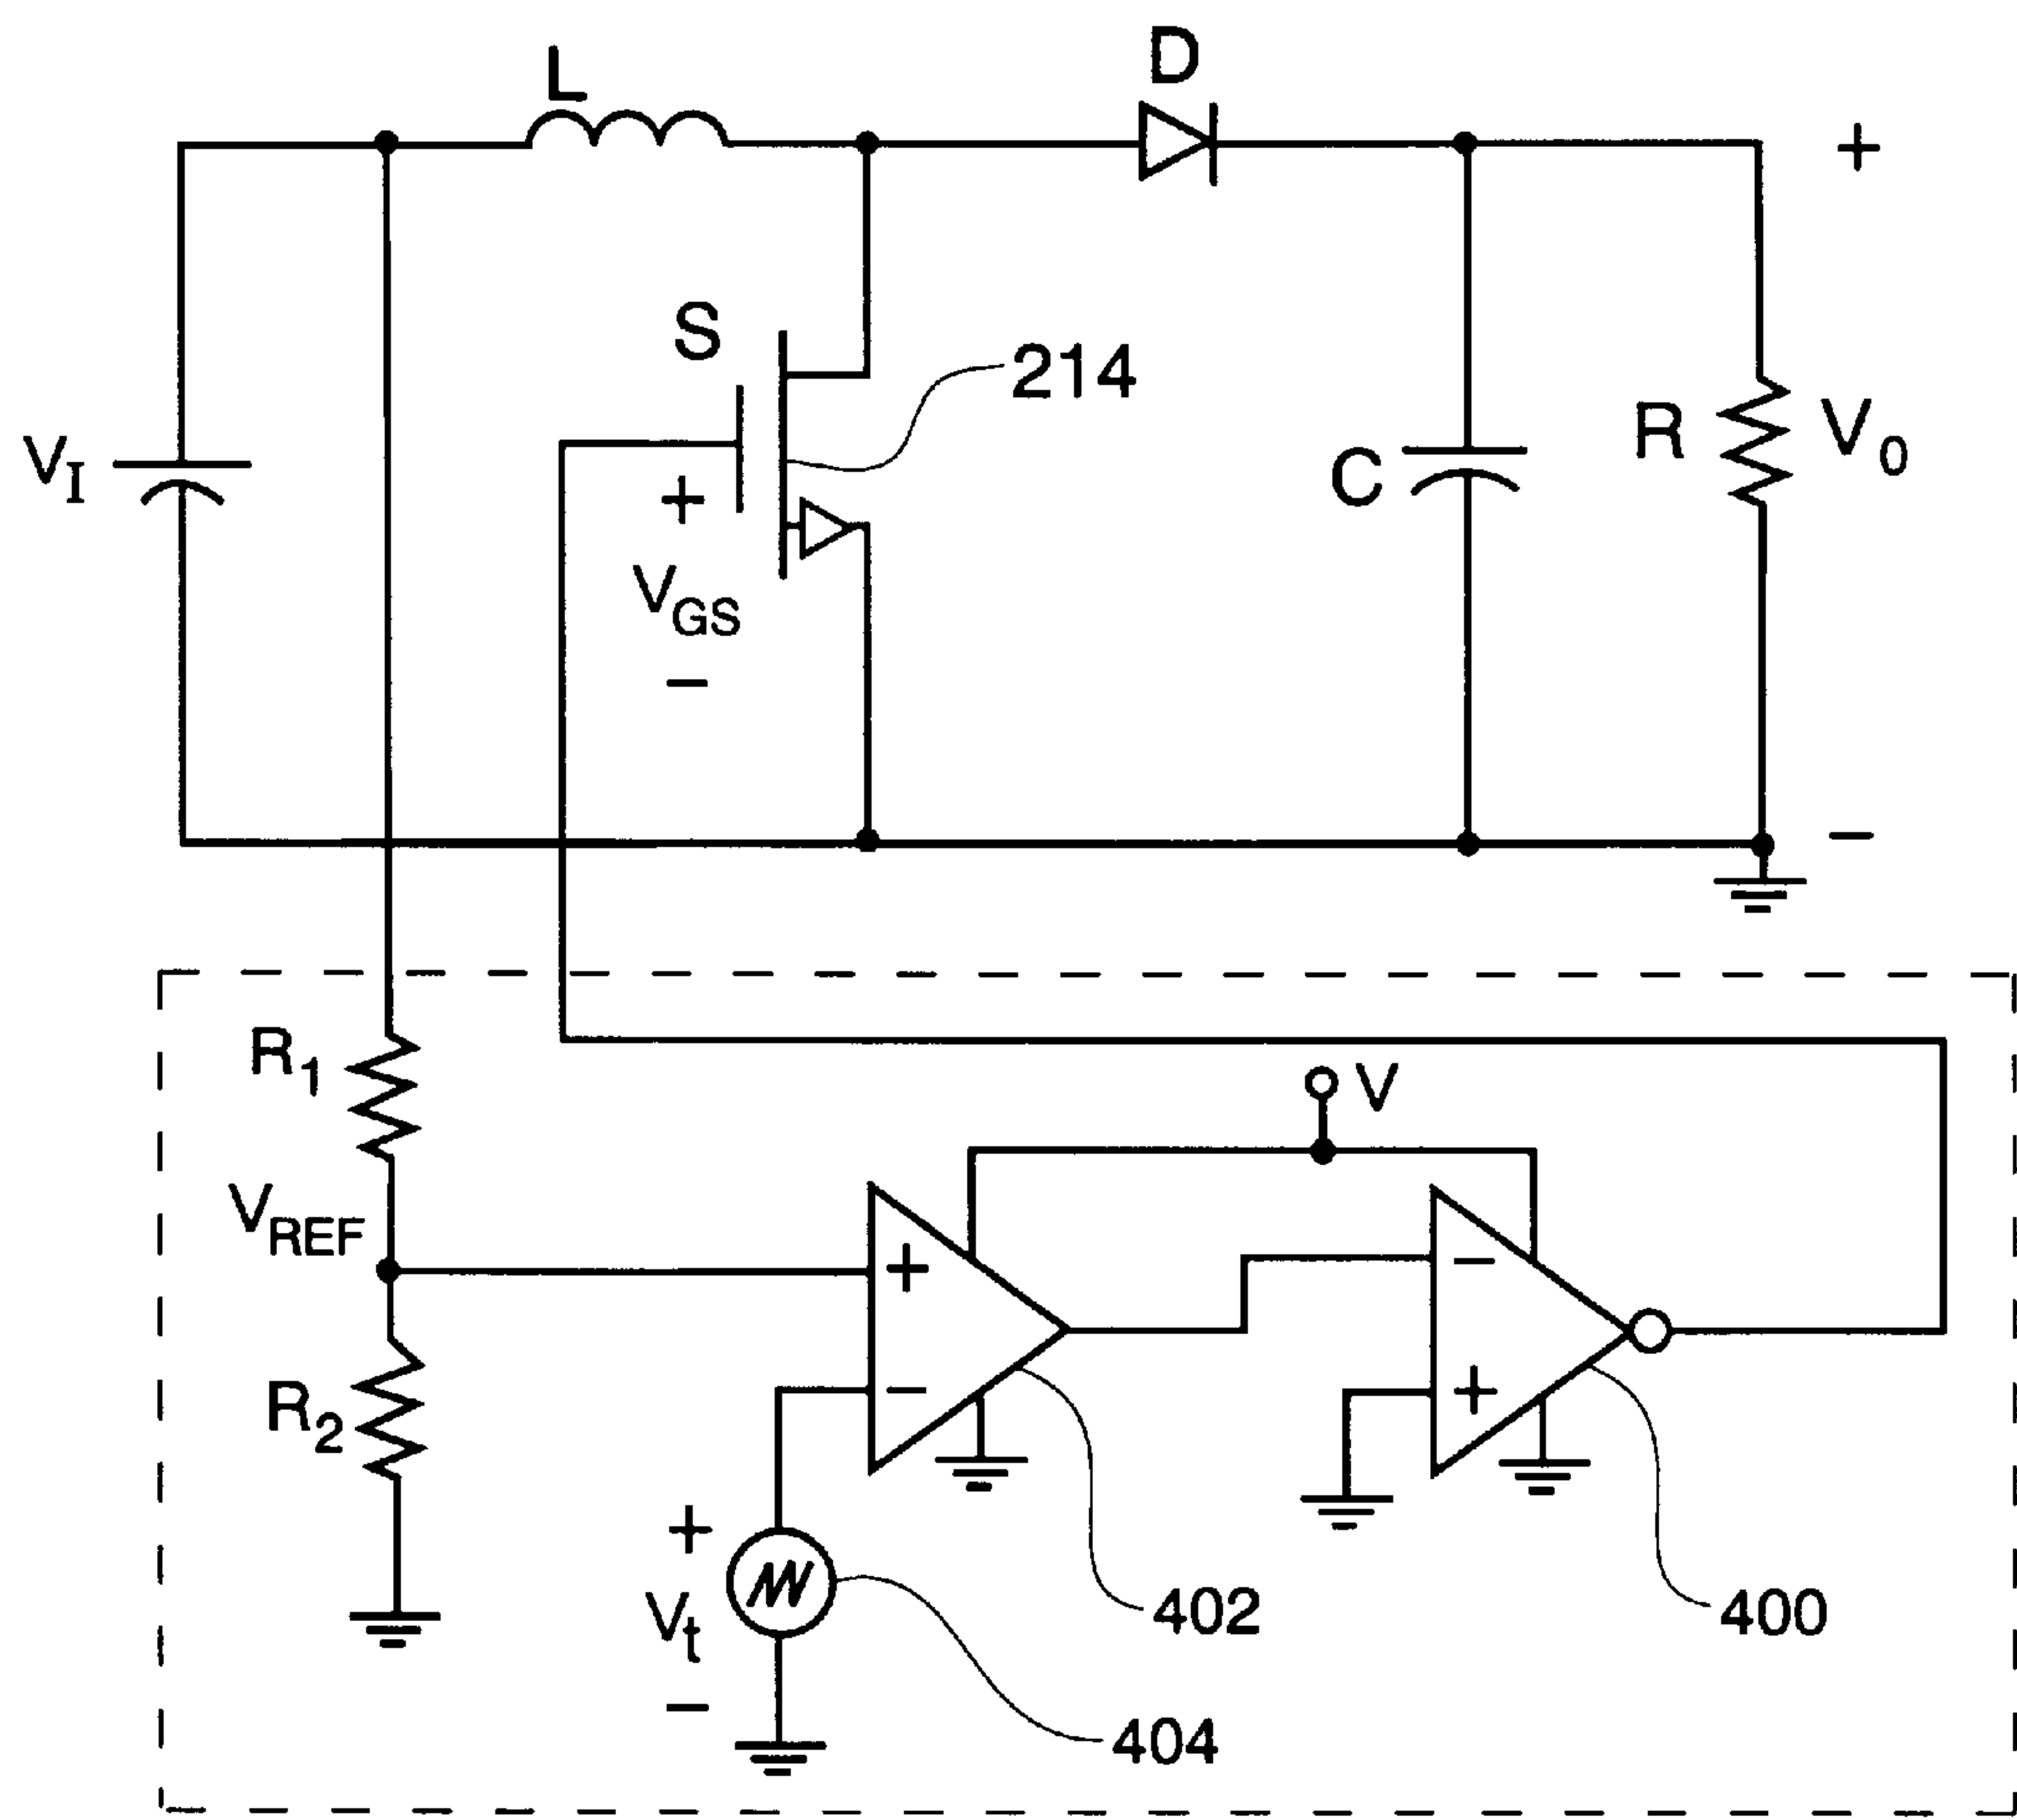 L
D
+
S
214
V_I
+
V_GS
−
C
R
V_0
−
R_1
V
V_REF
+
−
−
+
R_2
+
V_t
−
402
400
404